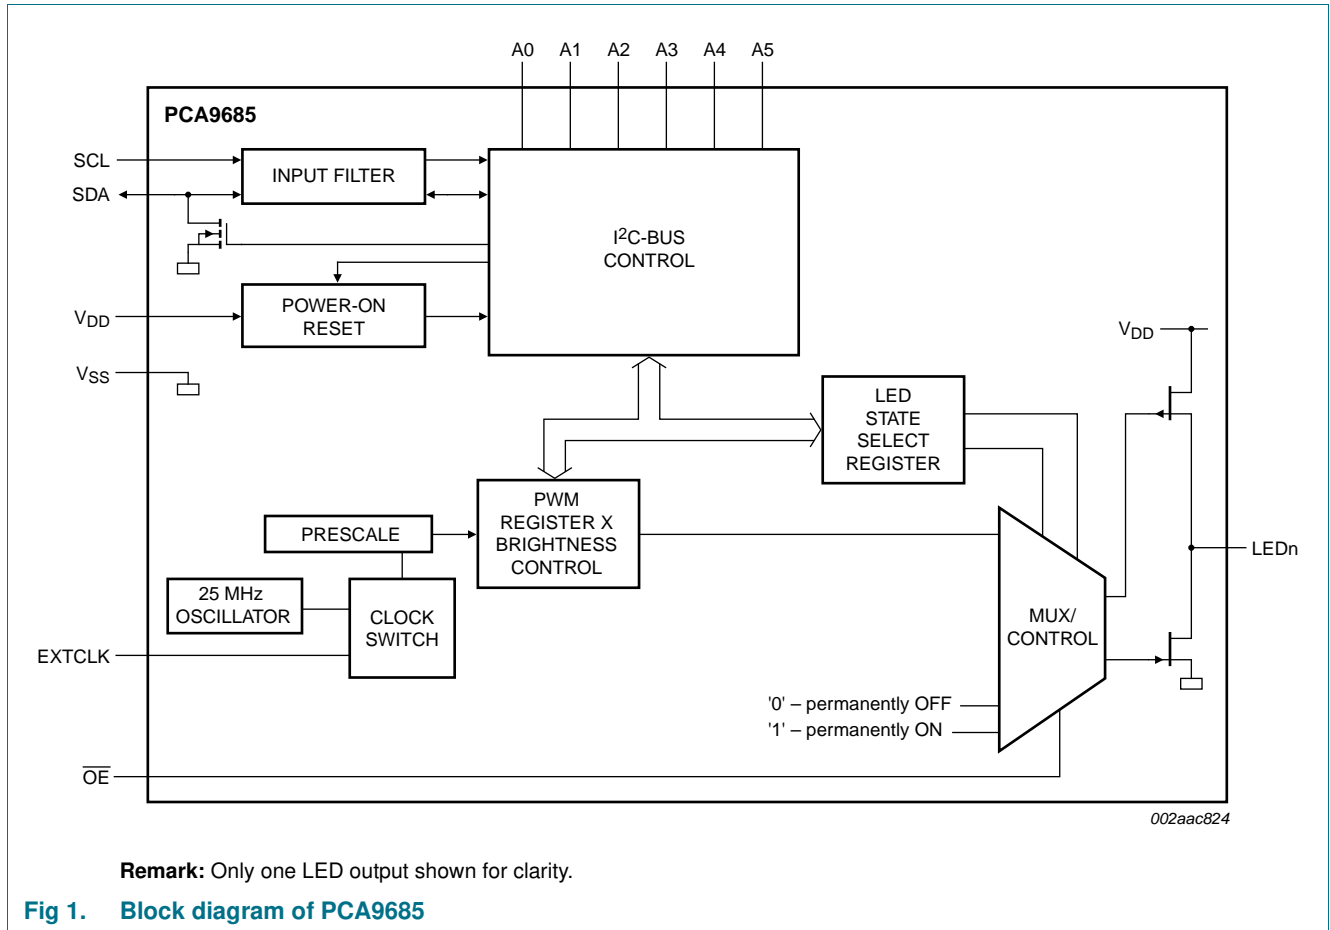 A0 A1 A2 A3 A4 A5
PCA9685
SCL
SDA
INPUT FILTER
I2C-BUS
CONTROL
VDD
POWER-ON
RESET
VSS
VDD
LED
STATE
SELECT
REGISTER
PWM
REGISTER X
BRIGHTNESS
CONTROL
PRESCALE
25 MHz
OSCILLATOR
CLOCK
SWITCH
EXTCLK
MUX/
CONTROL
LEDn
'0' – permanently OFF
'1' – permanently ON
OE
002aac824
Remark: Only one LED output shown for clarity.
Fig 1. Block diagram of PCA9685